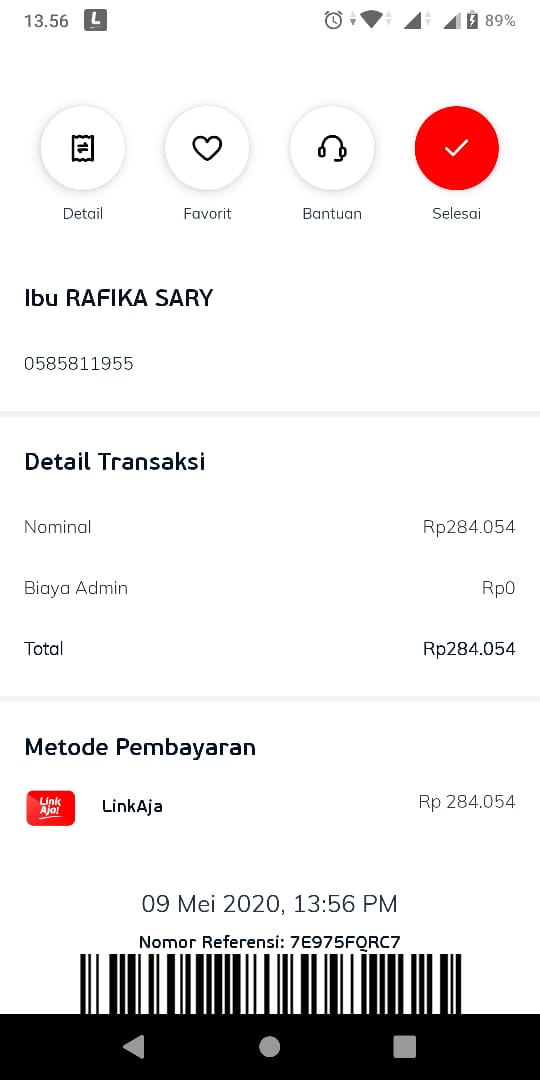 13.56 L 89%
Detail Favorit Bantuan Selesai
Ibu RAFIKA SARY
0585811955
Detail Transaksi
Nominal Rp284.054
Biaya Admin Rp0
Total Rp284.054
Metode Pembayaran
Link Aja! LinkAja Rp 284.054
09 Mei 2020, 13:56 PM
Nomor Referensi: 7E975FQRC7